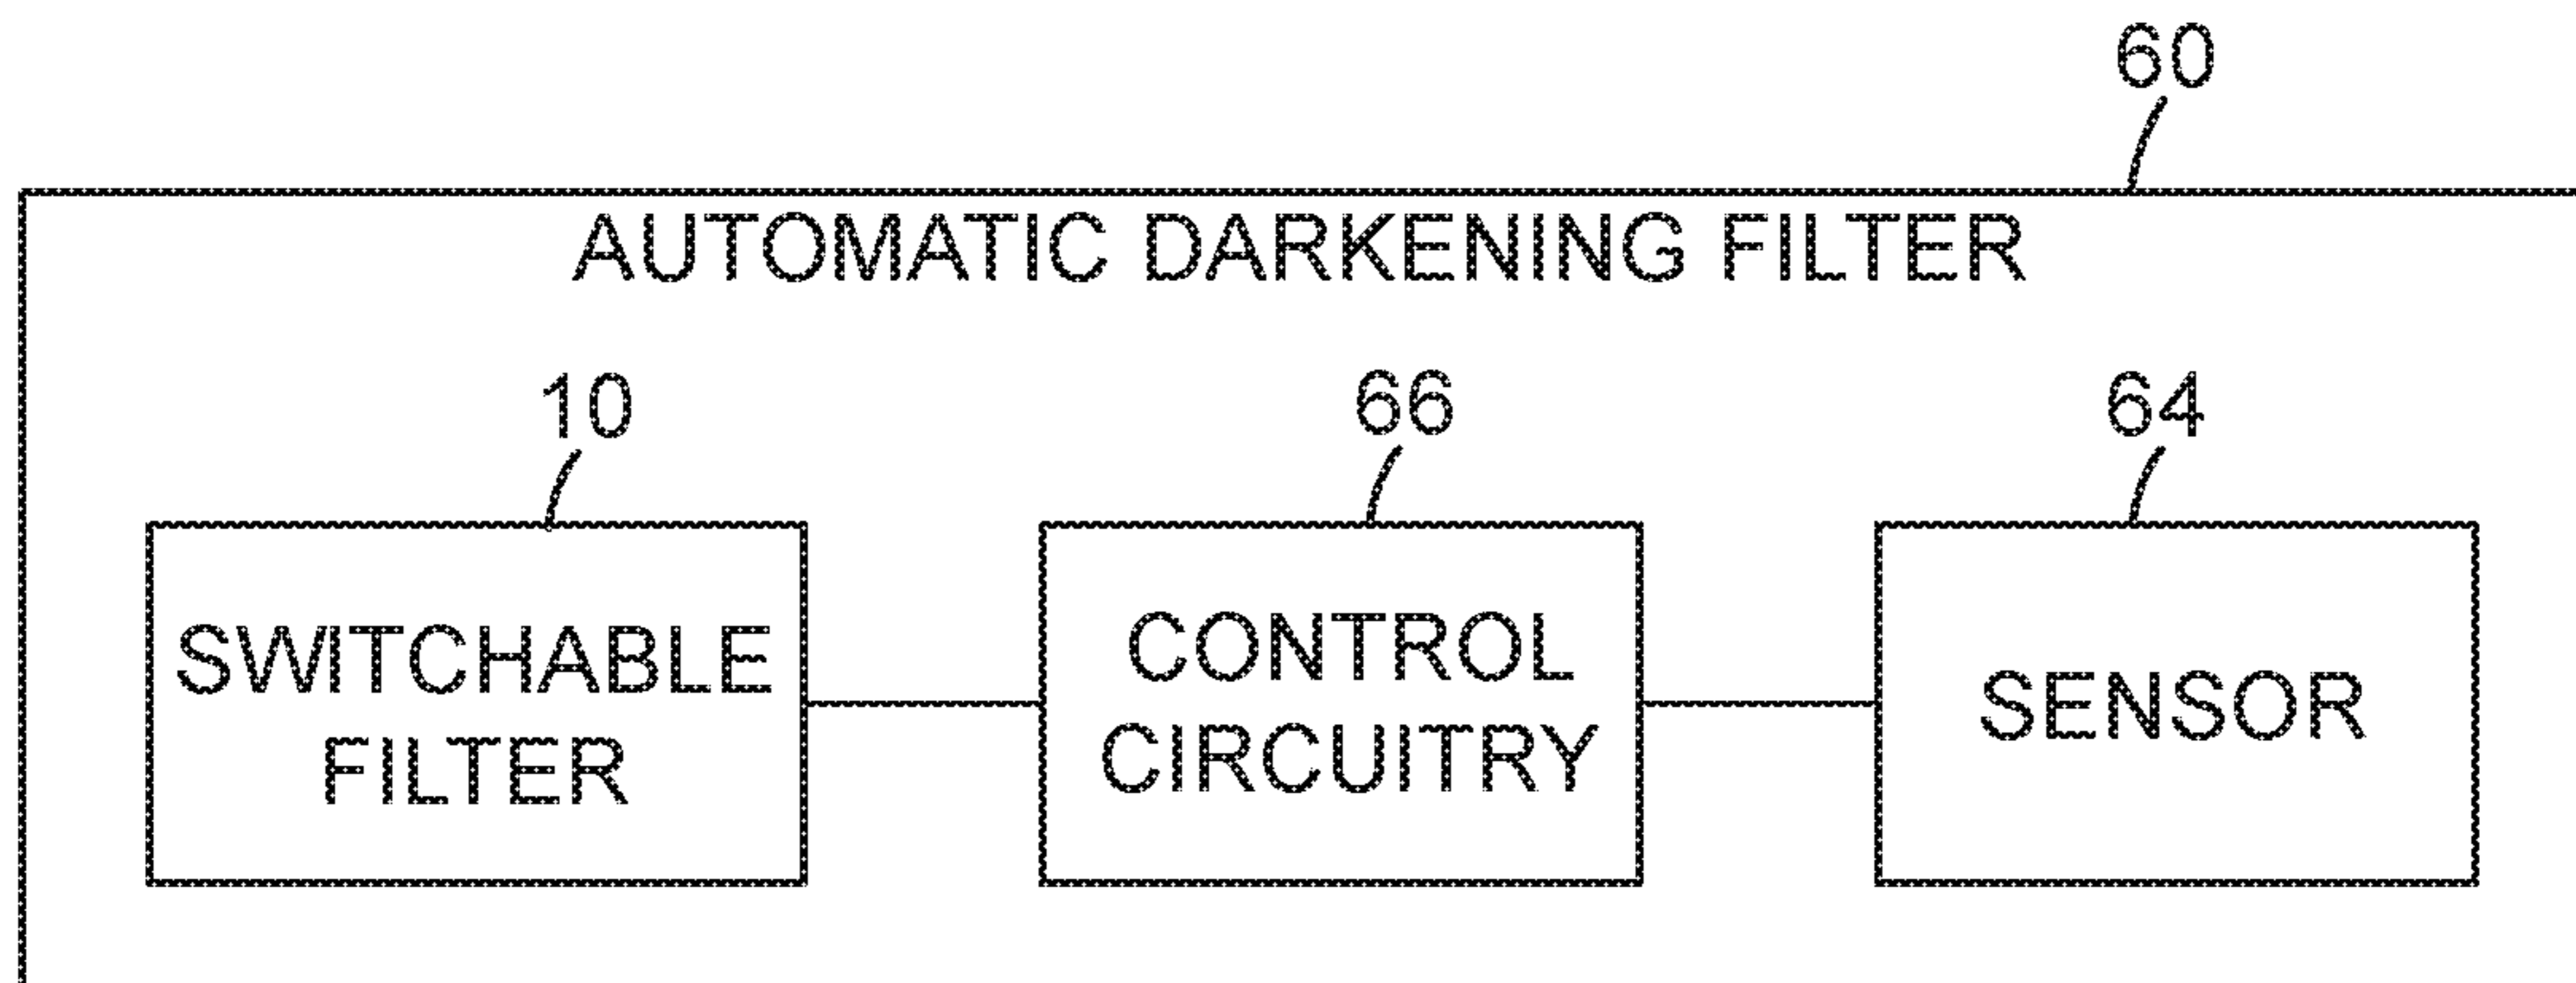 60
AUTOMATIC DARKENING FILTER
10
66
64
SWITCHABLE
FILTER
CONTROL
CIRCUITRY
SENSOR